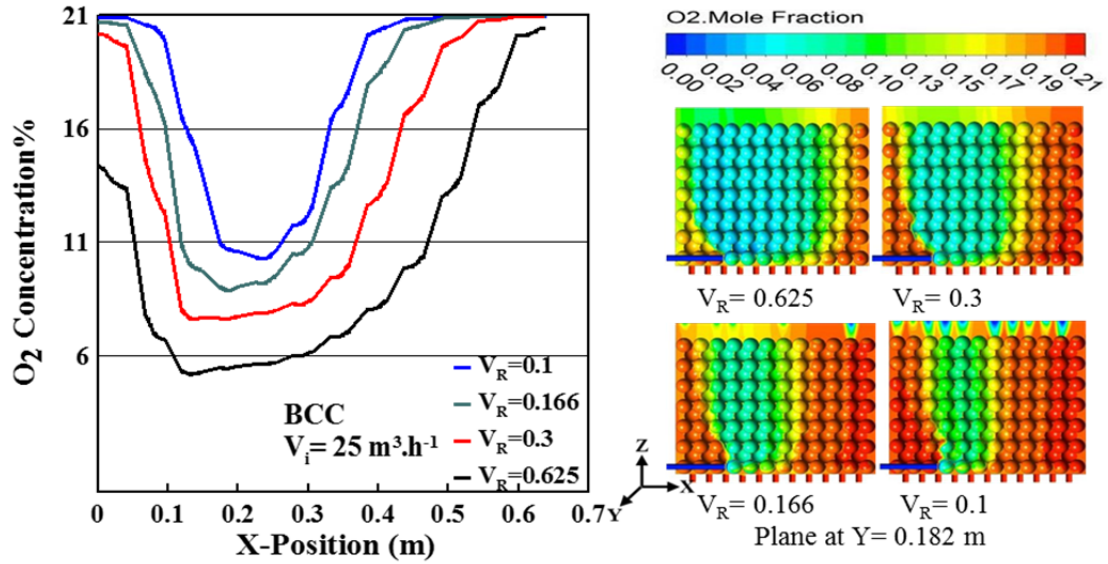 21
16
11
6
O2 Concentration%
BCC
Vi= 25 m3.h-1
VR=0.1
VR=0.166
VR=0.3
VR=0.625
0 0.1 0.2 0.3 0.4 0.5 0.6 0.7
X-Position (m)
O2.Mole Fraction
0.00 0.02 0.04 0.06 0.08 0.10 0.13 0.15 0.17 0.19 0.21
VR= 0.625 VR= 0.3
Z
X
Y
VR= 0.166 VR= 0.1
Plane at Y= 0.182 m